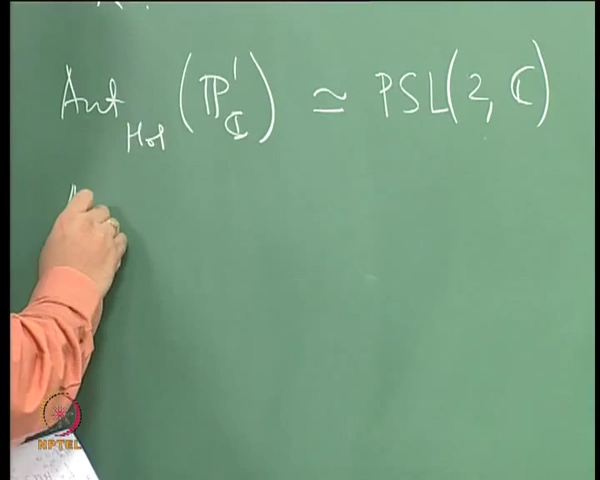 Aut_Hol (ℙ¹_ℂ) ≃ PSL(2, ℂ)
NPTEL